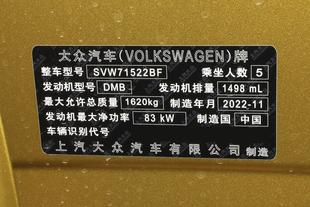 大众汽车(VOLKSWAGEN)牌
整车型号 SVW71522BF 乘坐人数 5
发动机型号 DMB 发动机排量 1498 mL
最大允许总质量 1620kg 制造年月 2022-11
发动机最大净功率 83 kW 制造国 中国
车辆识别代号
上汽大众汽车有限公司 制造